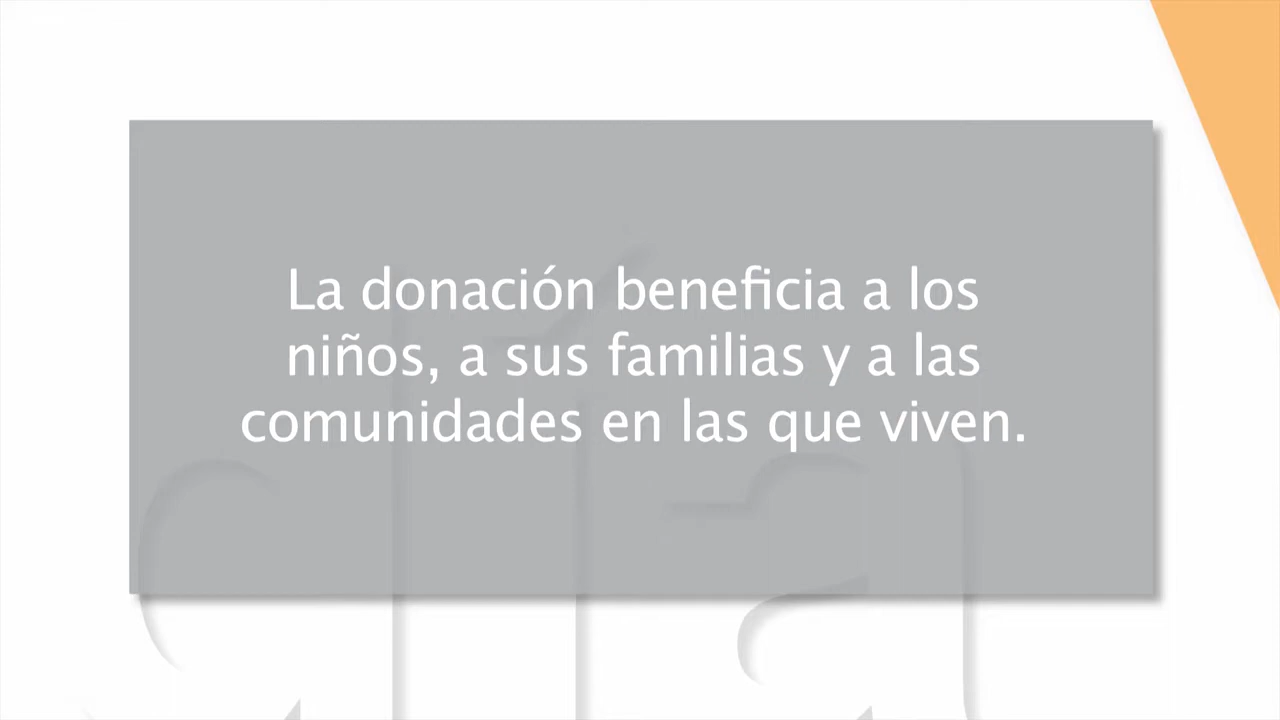 La donación beneficia a los
niños, a sus familias y a las
comunidades en las que viven.